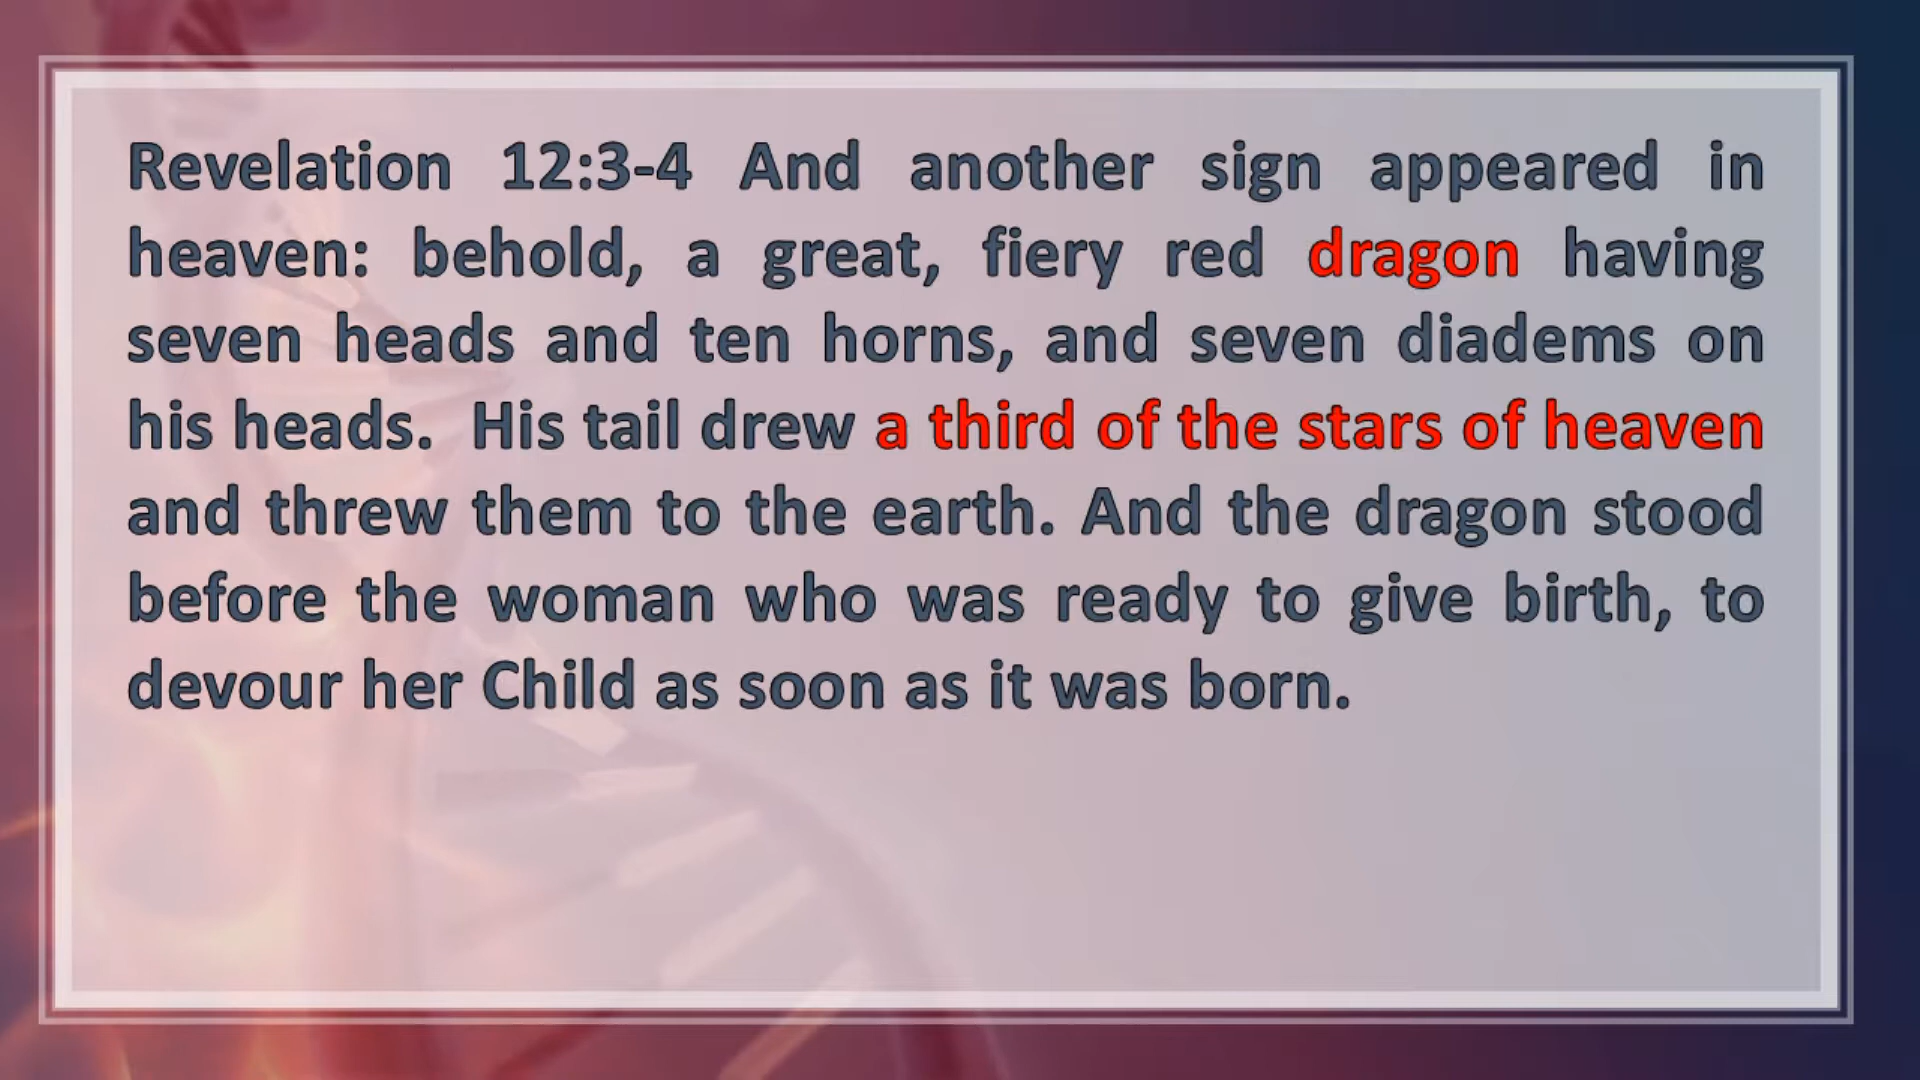 Revelation 12:3-4 And another sign appeared in
heaven: behold, a great, fiery red dragon having
seven heads and ten horns, and seven diadems on
his heads.  His tail drew a third of the stars of heaven
and threw them to the earth. And the dragon stood
before the woman who was ready to give birth, to
devour her Child as soon as it was born.